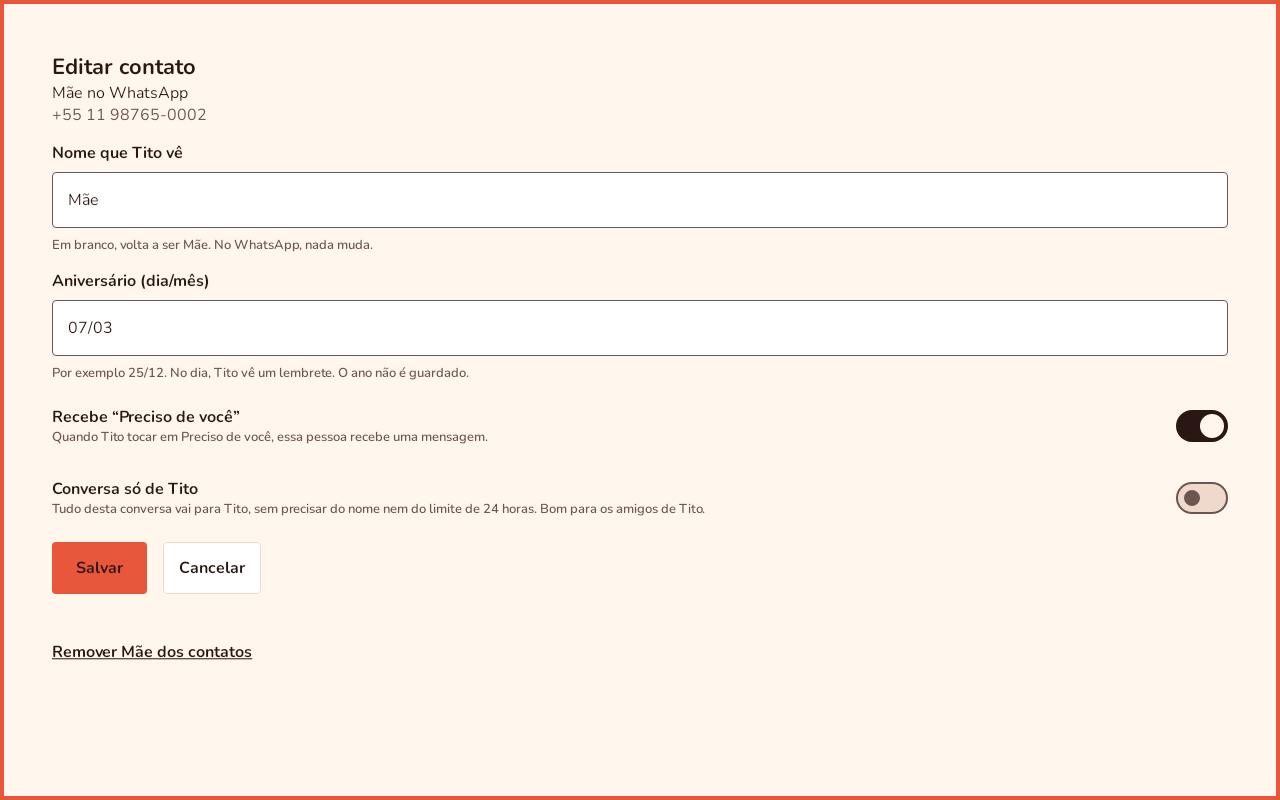 Editar contato
Mãe no WhatsApp
+55 11 98765-0002
Nome que Tito vê
Mãe
Em branco, volta a ser Mãe. No WhatsApp, nada muda.
Aniversário (dia/mês)
07/03
Por exemplo 25/12. No dia, Tito vê um lembrete. O ano não é guardado.
Recebe “Preciso de você”
Quando Tito tocar em Preciso de você, essa pessoa recebe uma mensagem.
Conversa só de Tito
Tudo desta conversa vai para Tito, sem precisar do nome nem do limite de 24 horas. Bom para os amigos de Tito.
Salvar
Cancelar
Remover Mãe dos contatos